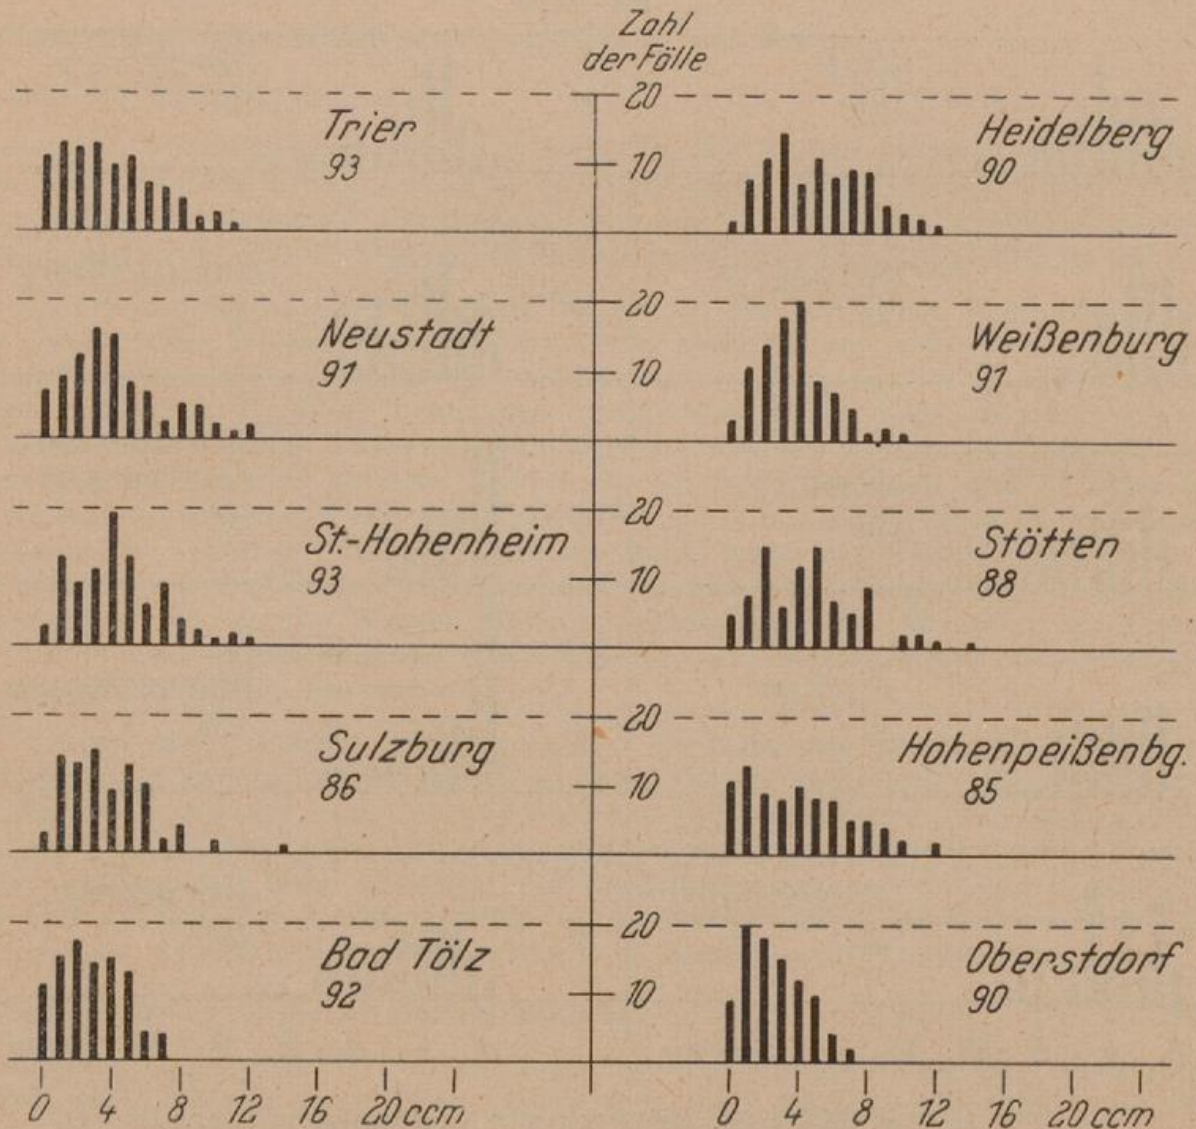 Zahl
der Fälle
20
Trier
93
10
Heidelberg
90
20
Neustadt
91
10
Weißenburg
91
20
St.-Hohenheim
93
10
Stötten
88
20
Sulzburg
86
10
Hohenpeißenbg.
85
20
Bad Tölz
92
10
Oberstdorf
90
0 4 8 12 16 20 ccm
0 4 8 12 16 20 ccm